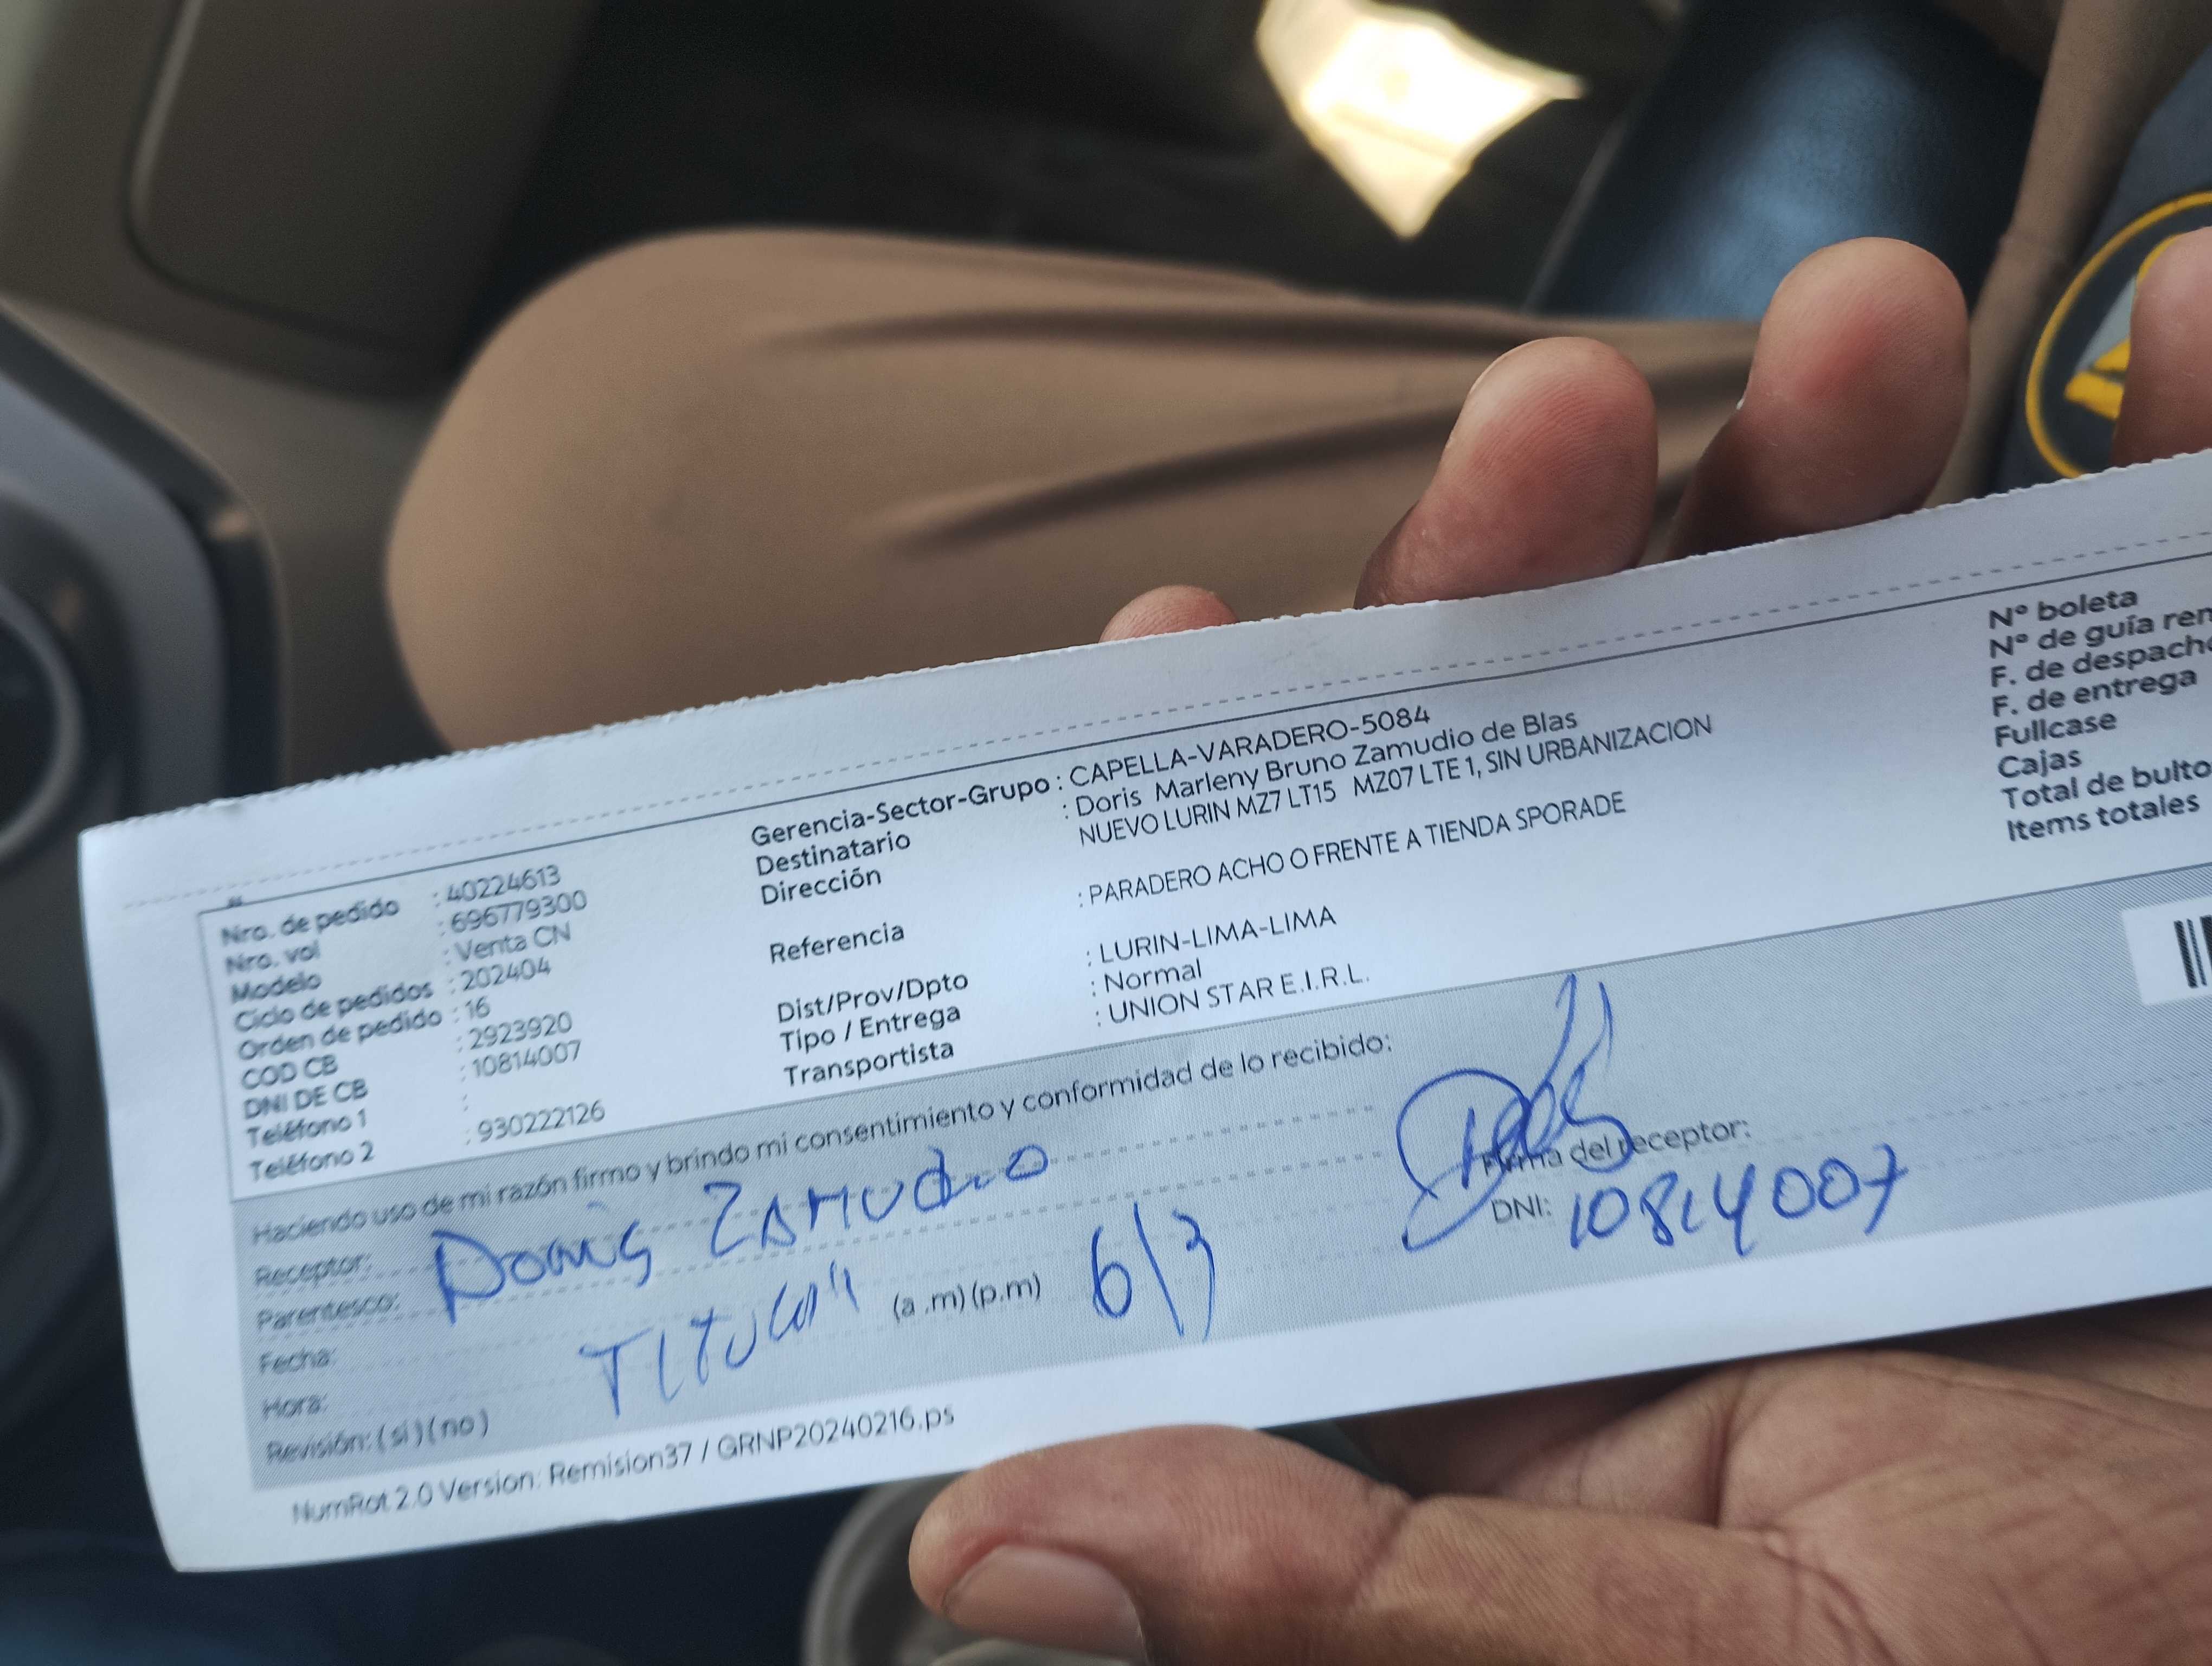 Nro. de pedido : 40224613
Nro. vol : 696779300
Modelo : Venta CN
Ciclo de pedidos : 202404
Orden de pedido : 16
COD CB : 2923920
DNI DE CB : 10814007
Teléfono 1 :
Teléfono 2 : 930222126
Gerencia-Sector-Grupo : CAPELLA-VARADERO-5084
Destinatario : Doris Marleny Bruno Zamudio de Blas
Dirección NUEVO LURIN MZ7 LT15 MZ07 LTE 1, SIN URBANIZACION
Referencia : PARADERO ACHO O FRENTE A TIENDA SPORADE
Dist/Prov/Dpto : LURIN-LIMA-LIMA
Tipo / Entrega : Normal
Transportista : UNION STAR E.I.R.L.
N° boleta
N° de guía ren
F. de despacho
F. de entrega
Fullcase
Cajas
Total de bulto
Items totales
Haciendo uso de mi razón firmo y brindo mi consentimiento y conformidad de lo recibido:
Receptor: Doris Zamudio
Parentesco:
Fecha: Titular
Hora: (a .m) (p.m) 6/3
Revisión: ( si ) ( no )
Firma del receptor:
DNI: 10814007
NumRot 2.0 Version: Remision37 / GRNP20240216.ps